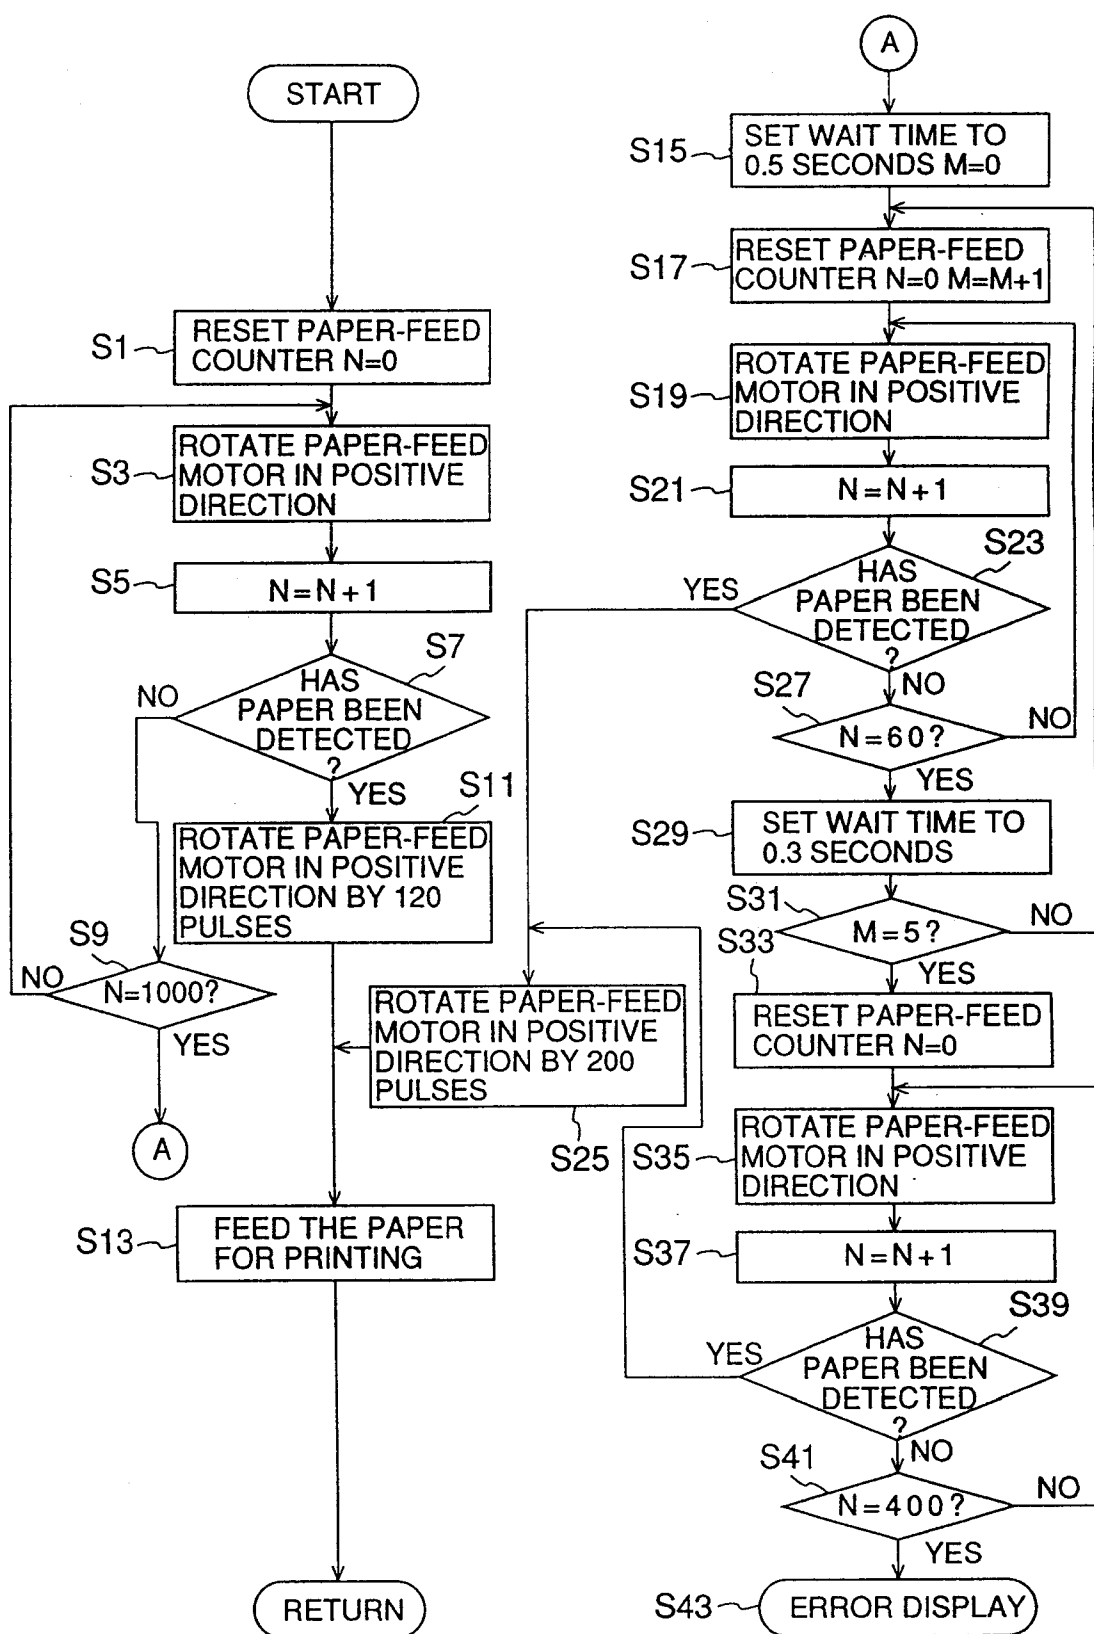 START
S1
RESET PAPER-FEED
COUNTER N=0
S3
ROTATE PAPER-FEED
MOTOR IN POSITIVE
DIRECTION
S5
N=N+1
S7
HAS
PAPER BEEN
DETECTED
?
NO
YES
S11
ROTATE PAPER-FEED
MOTOR IN POSITIVE
DIRECTION BY 120
PULSES
S9
NO
N=1000?
YES
A
ROTATE PAPER-FEED
MOTOR IN POSITIVE
DIRECTION BY 200
PULSES
S25
S13
FEED THE PAPER
FOR PRINTING
RETURN
A
S15
SET WAIT TIME TO
0.5 SECONDS M=0
S17
RESET PAPER-FEED
COUNTER N=0 M=M+1
S19
ROTATE PAPER-FEED
MOTOR IN POSITIVE
DIRECTION
S21
N=N+1
S23
YES
HAS
PAPER BEEN
DETECTED
?
NO
S27
N=60?
NO
YES
S29
SET WAIT TIME TO
0.3 SECONDS
S31
M=5?
NO
YES
S33
RESET PAPER-FEED
COUNTER N=0
S35
ROTATE PAPER-FEED
MOTOR IN POSITIVE
DIRECTION
S37
N=N+1
S39
YES
HAS
PAPER BEEN
DETECTED
?
NO
S41
N=400?
NO
YES
S43
ERROR DISPLAY